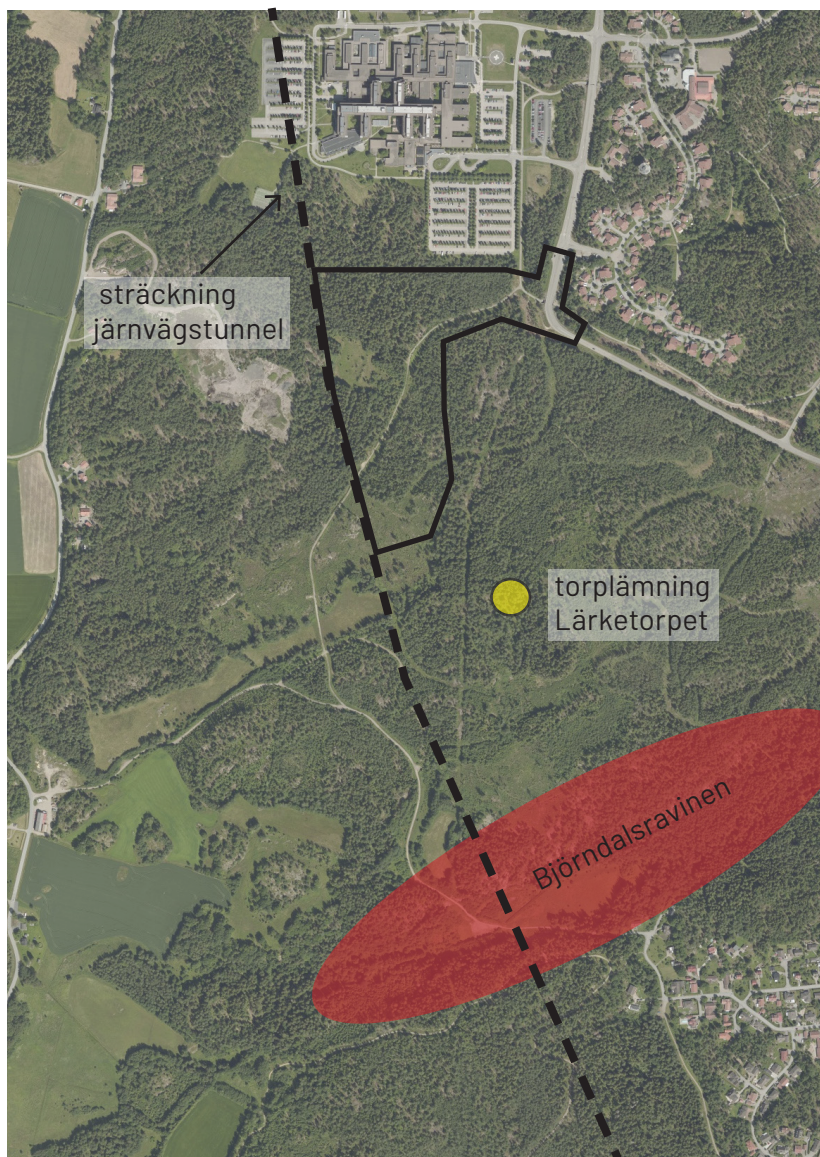 sträckning
järnvägstunnel
torplämning
Lärketorpet
Björndalsravinen